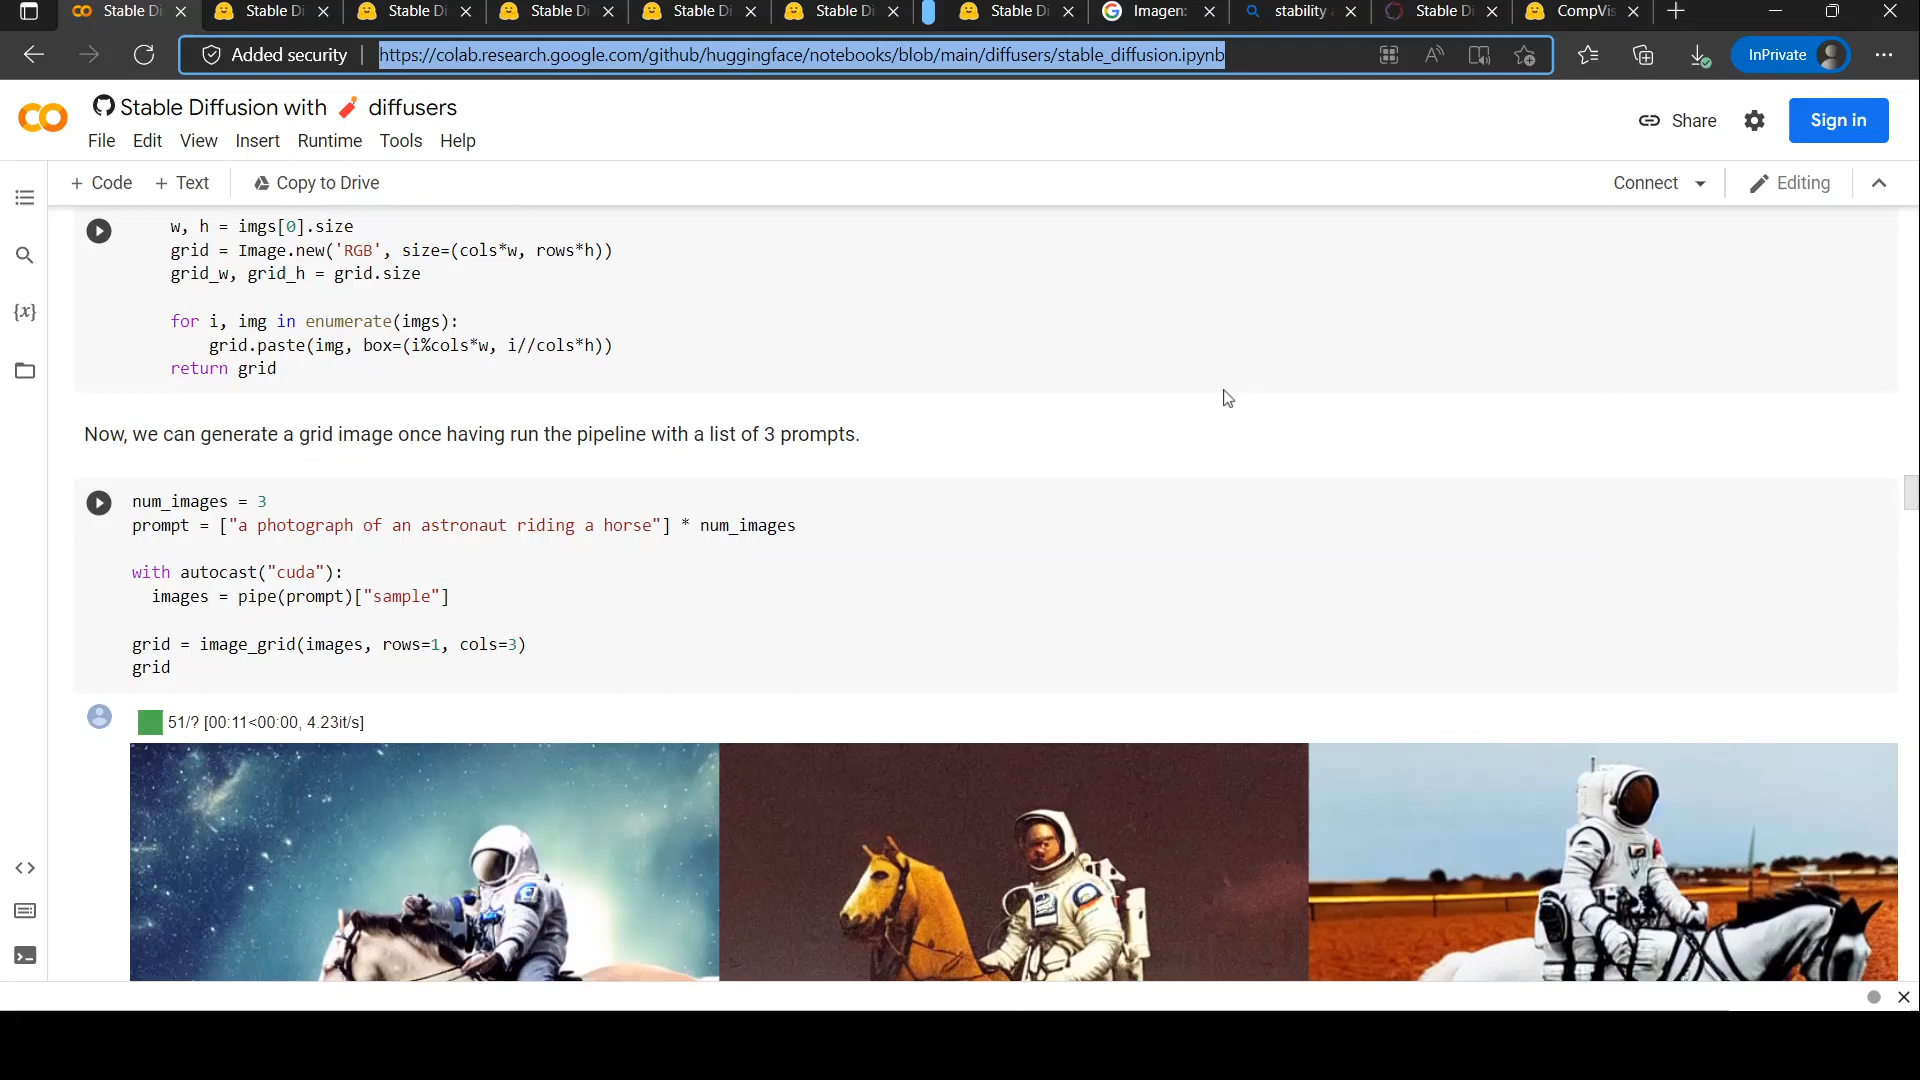 Stable Di
Stable Di
Stable Di
Stable Di
Stable Di
Stable Di
Stable Di
Imagen:
stability
Stable Di
CompVis
Added security
https://colab.research.google.com/github/huggingface/notebooks/blob/main/diffusers/stable_diffusion.ipynb
InPrivate
Stable Diffusion with diffusers
File Edit View Insert Runtime Tools Help
Share
Sign in
+ Code + Text Copy to Drive
Connect
Editing
w, h = imgs[0].size
grid = Image.new('RGB', size=(cols*w, rows*h))
grid_w, grid_h = grid.size
for i, img in enumerate(imgs):
grid.paste(img, box=(i%cols*w, i//cols*h))
return grid
Now, we can generate a grid image once having run the pipeline with a list of 3 prompts.
num_images = 3
prompt = ["a photograph of an astronaut riding a horse"] * num_images
with autocast("cuda"):
images = pipe(prompt)["sample"]
grid = image_grid(images, rows=1, cols=3)
grid
51/? [00:11<00:00, 4.23it/s]